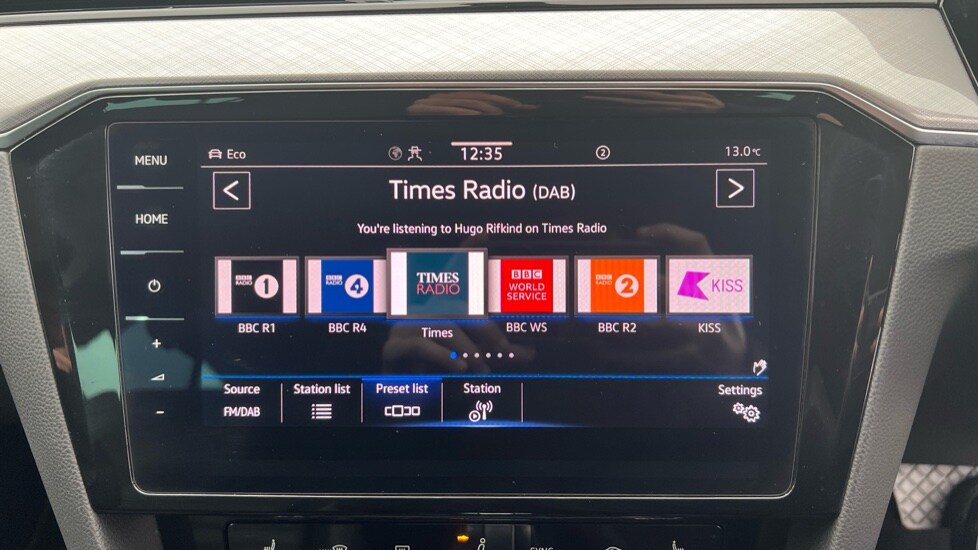 MENU
HOME
+
-
Eco
12:35
2
13.0°C
<
Times Radio (DAB)
>
You're listening to Hugo Rifkind on Times Radio
BBC RADIO 1
BBC RADIO 4
TIMES
RADIO
BBC
WORLD
SERVICE
BBC RADIO 2
KISS
BBC R1
BBC R4
Times
BBC WS
BBC R2
KISS
Source
FM/DAB
Station list
Preset list
Station
Settings
SYNC